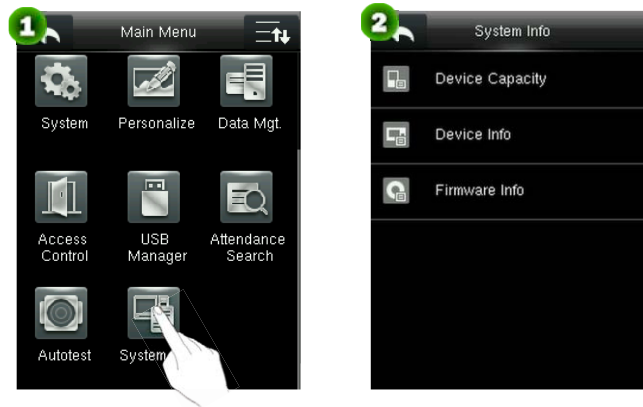 1
Main Menu
System
Personalize
Data Mgt.
Access
Control
USB
Manager
Attendance
Search
Autotest
System
2
System Info
Device Capacity
Device Info
Firmware Info